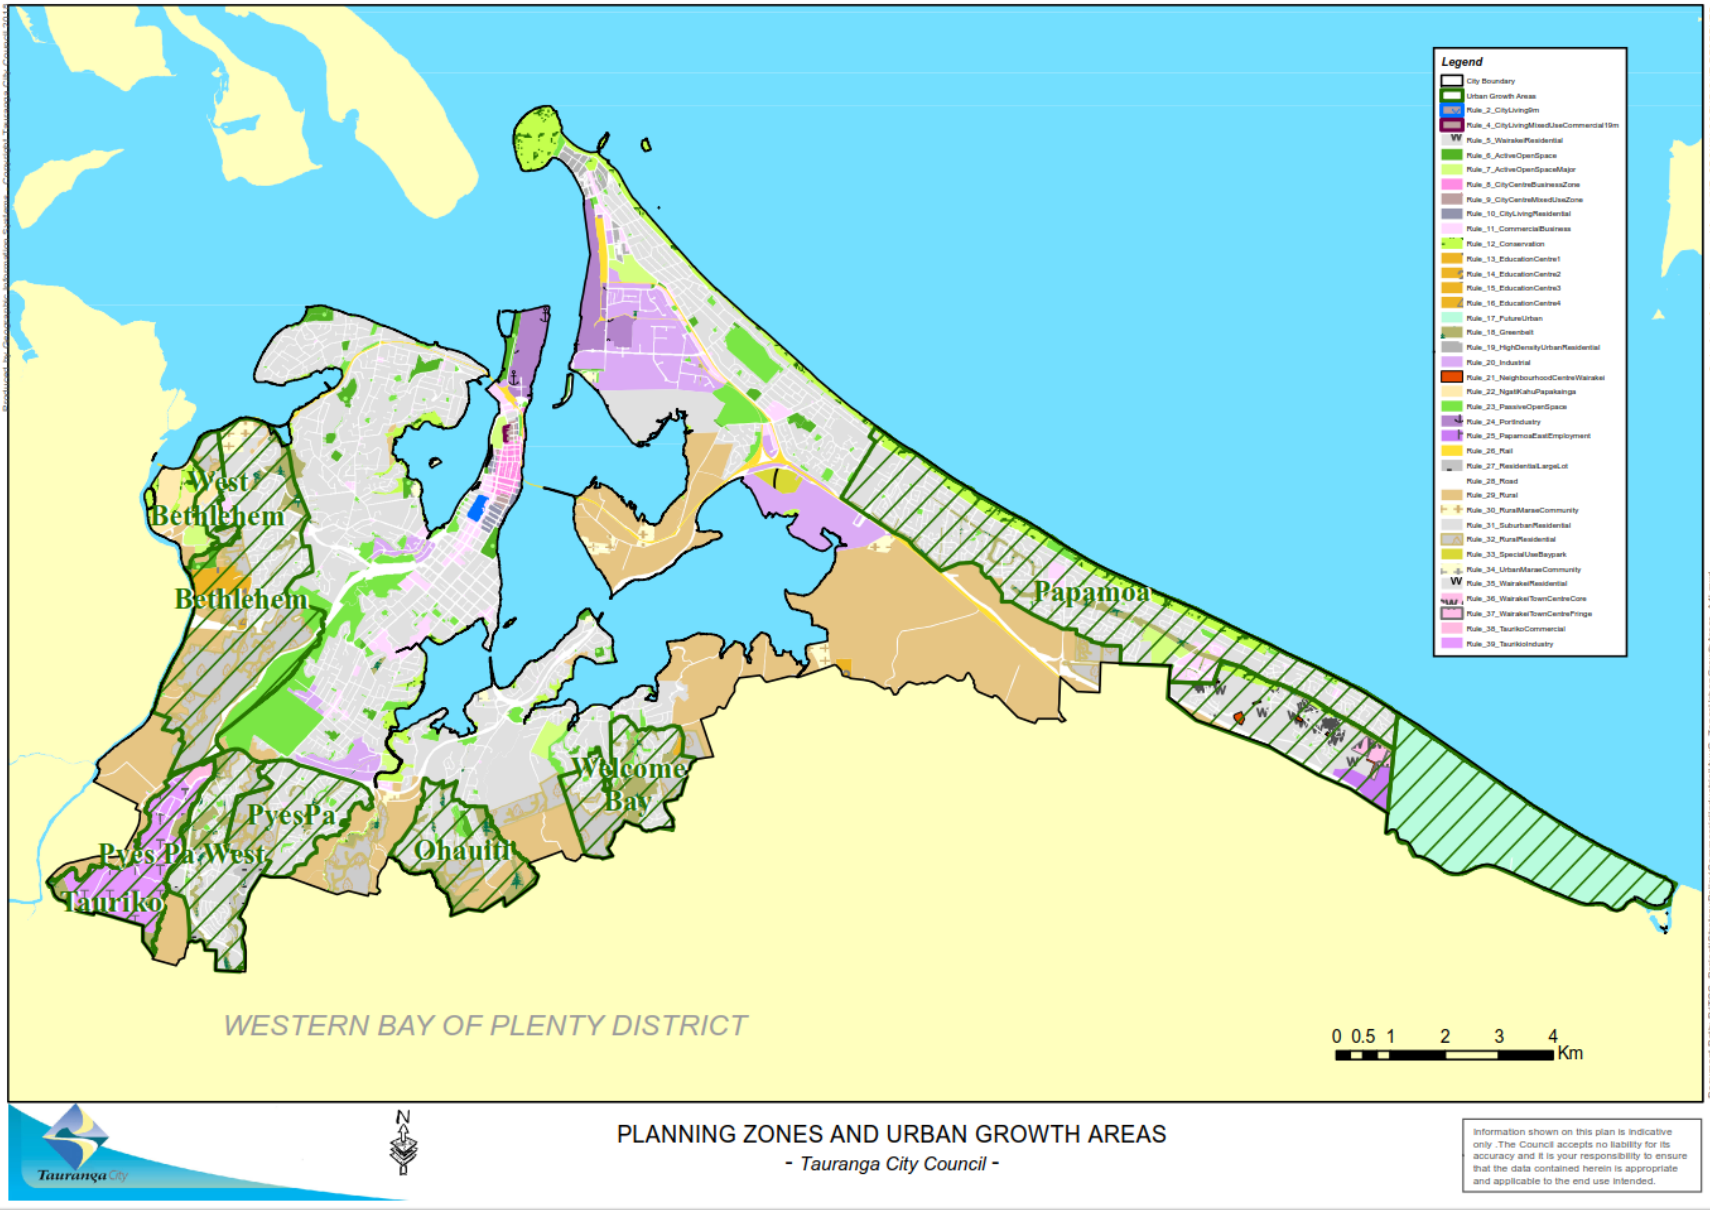 Legend
City Boundary
Urban Growth Areas
Rule_2_CityLiving9m
Rule_4_CityLivingMixedUseCommercial19m
Rule_5_WairakeiResidential
Rule_6_ActiveOpenSpace
Rule_7_ActiveOpenSpaceMajor
Rule_8_CityCentreBusinessZone
Rule_9_CityCentreMixedUseZone
Rule_10_CityLivingResidential
Rule_11_CommercialBusiness
Rule_12_Conservation
Rule_13_EducationCentre1
Rule_14_EducationCentre2
Rule_15_EducationCentre3
Rule_16_EducationCentre4
Rule_17_FutureUrban
Rule_18_Greenbelt
Rule_19_HighDensityUrbanResidential
Rule_20_Industrial
Rule_21_NeighbourhoodCentreWairakei
Rule_22_NgatiKahuPapakainga
Rule_23_PassiveOpenSpace
Rule_24_PortIndustry
Rule_25_PapamoaEastEmployment
Rule_26_Rail
Rule_27_ResidentialLargeLot
Rule_28_Road
Rule_29_Rural
Rule_30_RuralMaraeCommunity
Rule_31_SuburbanResidential
Rule_32_RuralResidential
Rule_33_SpecialUseBaypark
Rule_34_UrbanMaraeCommunity
Rule_35_WairakeiResidential
Rule_36_WairakeiTownCentreCore
Rule_37_WairakeiTownCentreFringe
Rule_38_TaurikoCommercial
Rule_39_TaurikoIndustry
West
Bethlehem
Bethlehem
Papamoa
Welcome
Bay
PyesPa
Ohauiti
Pyes Pa West
Tauriko
WESTERN BAY OF PLENTY DISTRICT
0 0.5 1 2 3 4
Km
Tauranga City
N
PLANNING ZONES AND URBAN GROWTH AREAS
- Tauranga City Council -
Information shown on this plan is indicative
only .The Council accepts no liability for its
accuracy and it is your responsibility to ensure
that the data contained herein is appropriate
and applicable to the end use intended.